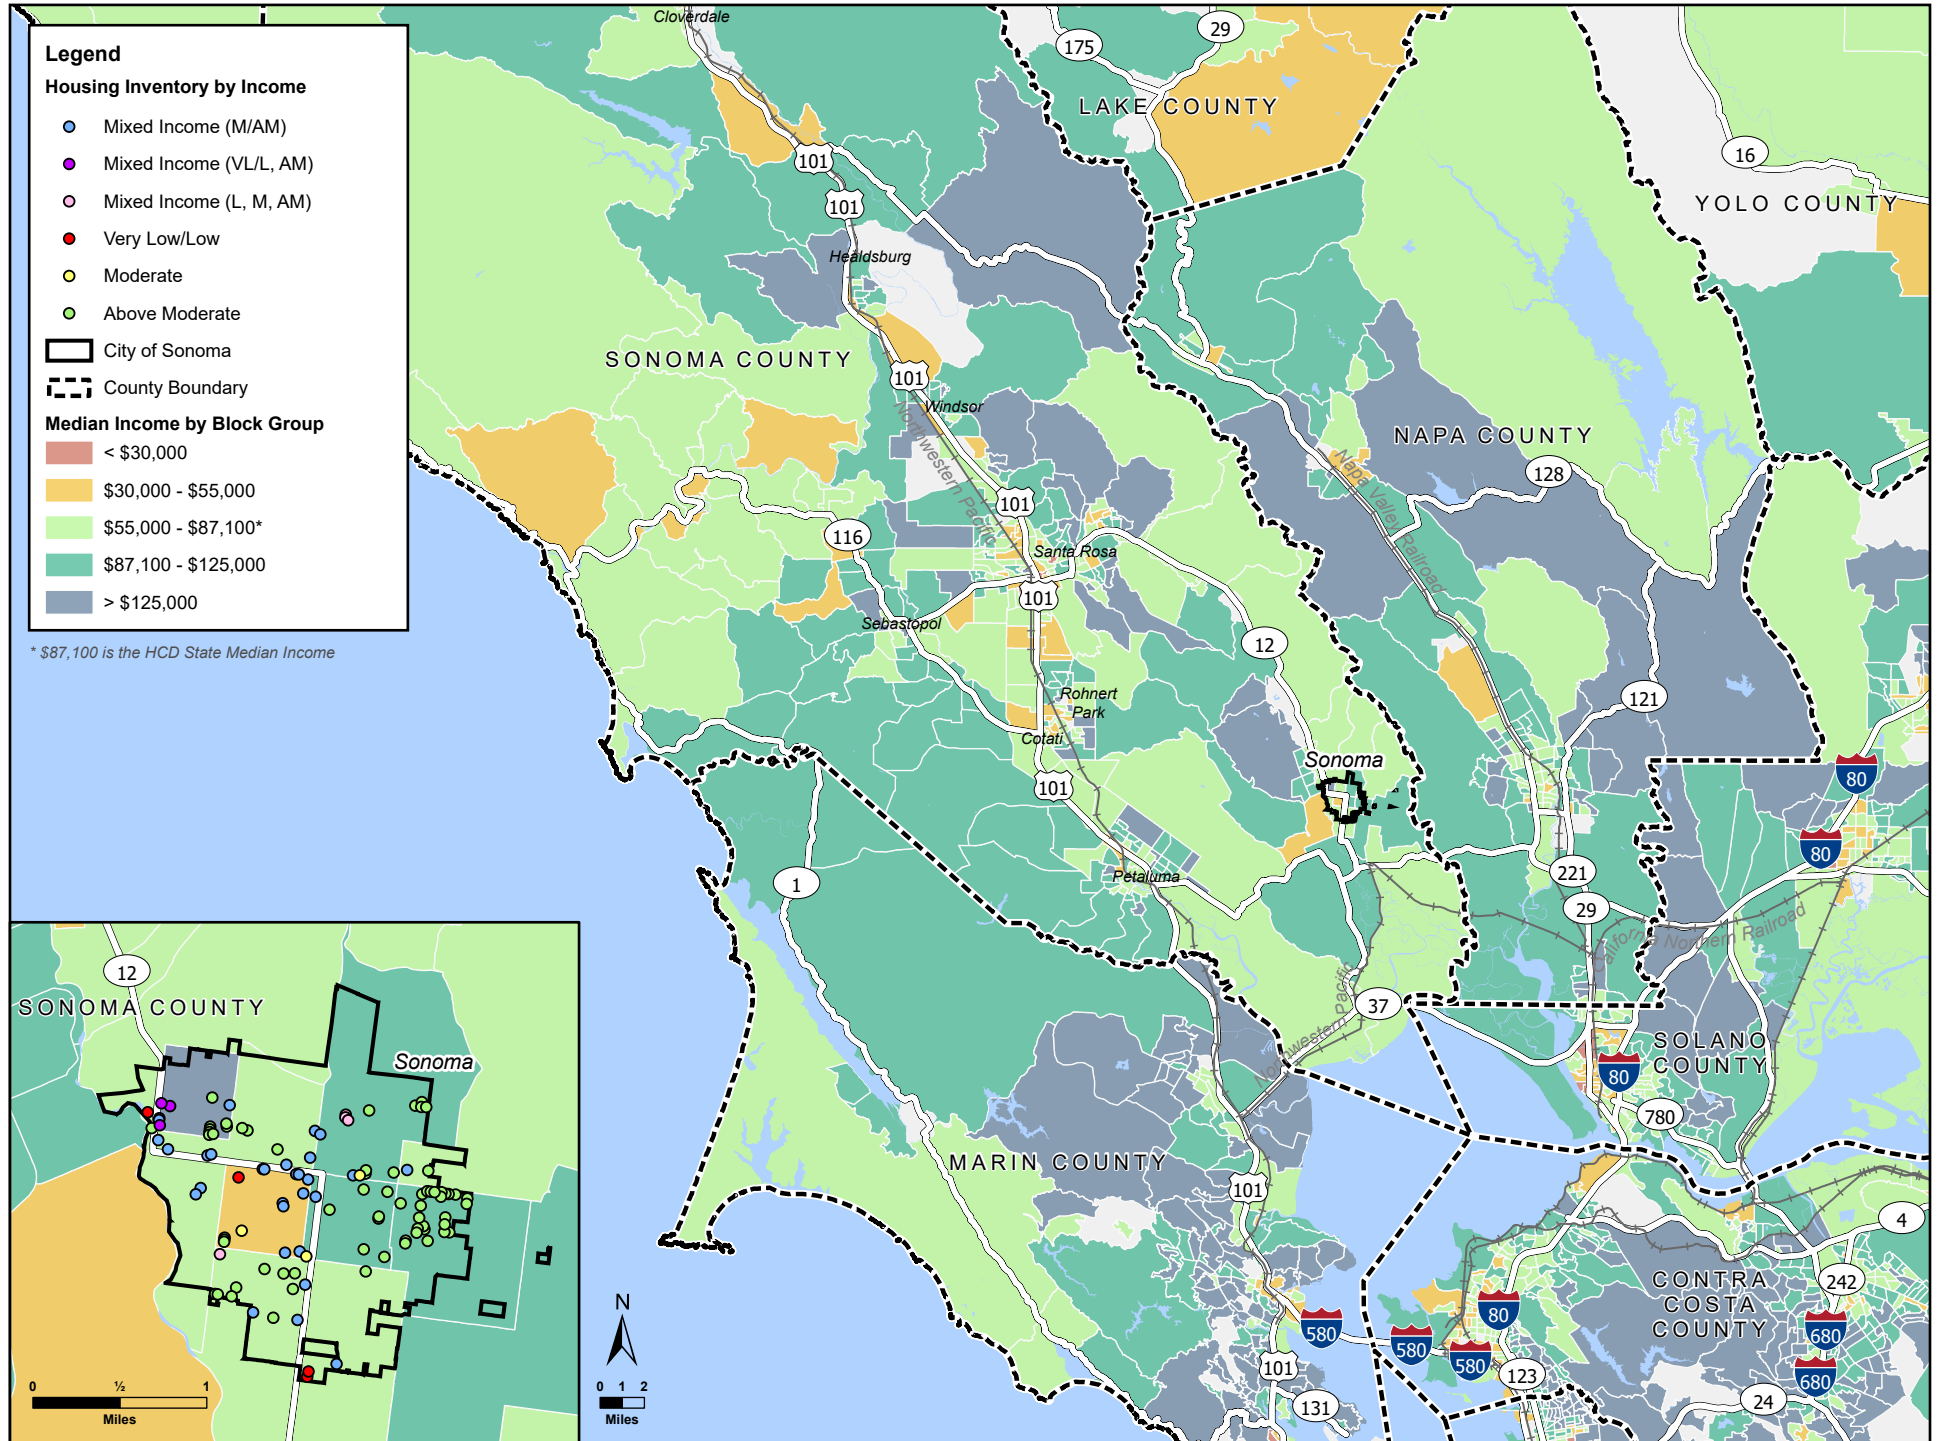 Legend
Housing Inventory by Income
Mixed Income (M/AM)
Mixed Income (VL/L, AM)
Mixed Income (L, M, AM)
Very Low/Low
Moderate
Above Moderate
City of Sonoma
County Boundary
Median Income by Block Group
< $30,000
$30,000 - $55,000
$55,000 - $87,100*
$87,100 - $125,000
> $125,000
* $87,100 is the HCD State Median Income
Cloverdale
175
29
LAKE COUNTY
16
YOLO COUNTY
101
101
Healdsburg
SONOMA COUNTY
101
Windsor
Northwestern Pacific
NAPA COUNTY
128
Napa Valley Railroad
101
116
Santa Rosa
101
Sebastopol
12
121
Rohnert
Park
Cotati
Sonoma
101
80
80
Petaluma
1
221
29
California Northern Railroad
Northwestern Pacific
37
SOLANO
COUNTY
80
780
MARIN COUNTY
101
4
CONTRA
COSTA
COUNTY
242
80
580
580
580
680
680
101
123
131
24
12
SONOMA COUNTY
Sonoma
0 ½ 1
Miles
N
0 1 2
Miles